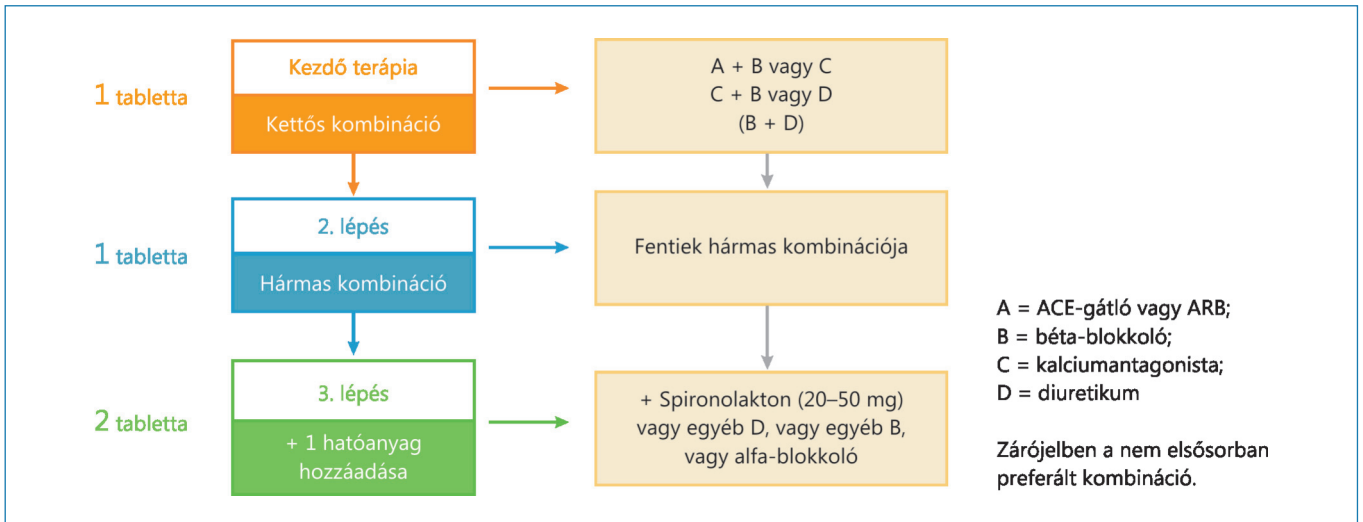 1 tabletta
Kezdő terápia
Kettős kombináció
A + B vagy C
C + B vagy D
(B + D)
1 tabletta
2. lépés
Hármas kombináció
Fentiek hármas kombinációja
2 tabletta
3. lépés
+ 1 hatóanyag
hozzáadása
+ Spironolakton (20–50 mg)
vagy egyéb D, vagy egyéb B,
vagy alfa-blokkoló
A = ACE-gátló vagy ARB;
B = béta-blokkoló;
C = kalciumantagonista;
D = diuretikum
Zárójelben a nem elsősorban
preferált kombináció.